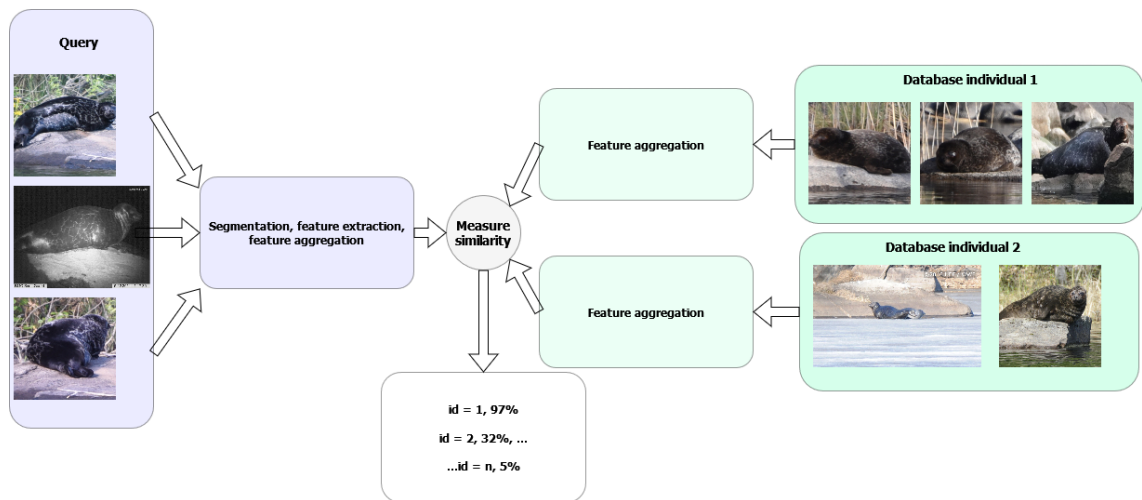 Query
Segmentation, feature extraction,
feature aggregation
Measure
similarity
Feature aggregation
Feature aggregation
Database individual 1
Database individual 2
id = 1, 97%
id = 2, 32%, ...
...id = n, 5%